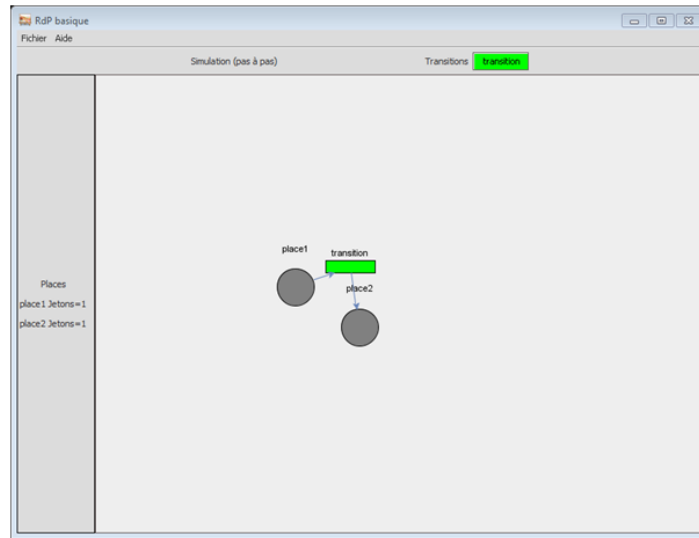 RdP basique
Fichier Aide
Simulation (pas à pas)
Transitions transition
place1
transition
place2
Places
place1 Jetons=1
place2 Jetons=1